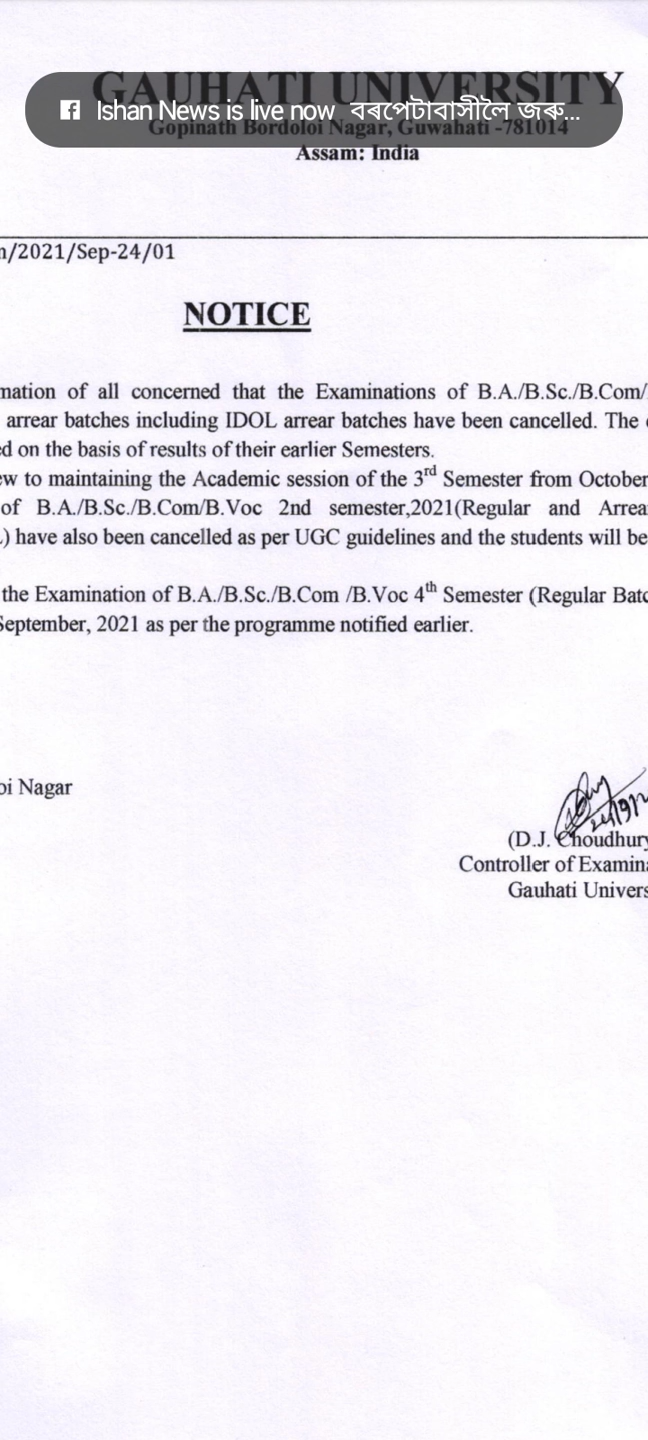 GAUHATI UNIVERSITY
Ishan News is live now বৰপেটাবাসীলৈ জৰু...
Gopinath Bordoloi Nagar, Guwahati -781014
Assam: India
n/2021/Sep-24/01
NOTICE
mation of all concerned that the Examinations of B.A./B.Sc./B.Com/
arrear batches including IDOL arrear batches have been cancelled. The
ed on the basis of results of their earlier Semesters.
ew to maintaining the Academic session of the 3rd Semester from October
of B.A./B.Sc./B.Com/B.Voc 2nd semester,2021(Regular and Arrea
) have also been cancelled as per UGC guidelines and the students will be
the Examination of B.A./B.Sc./B.Com /B.Voc 4th Semester (Regular Batc
September, 2021 as per the programme notified earlier.
oi Nagar
(D.J. Choudhury
Controller of Examina
Gauhati Univers